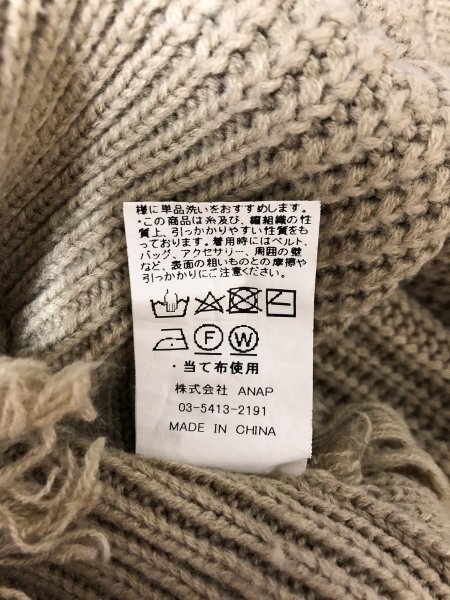 様に単品洗いをおすすめします。
・この商品は糸及び、編組織の性
質上、引っかかりやすい性質をも
っております。着用時にはベルト、
バッグ、アクセサリー、周囲の壁
など、表面の粗いものとの摩擦や
引っかかりにご注意ください。
F W
・当て布使用
株式会社 ANAP
03-5413-2191
MADE IN CHINA